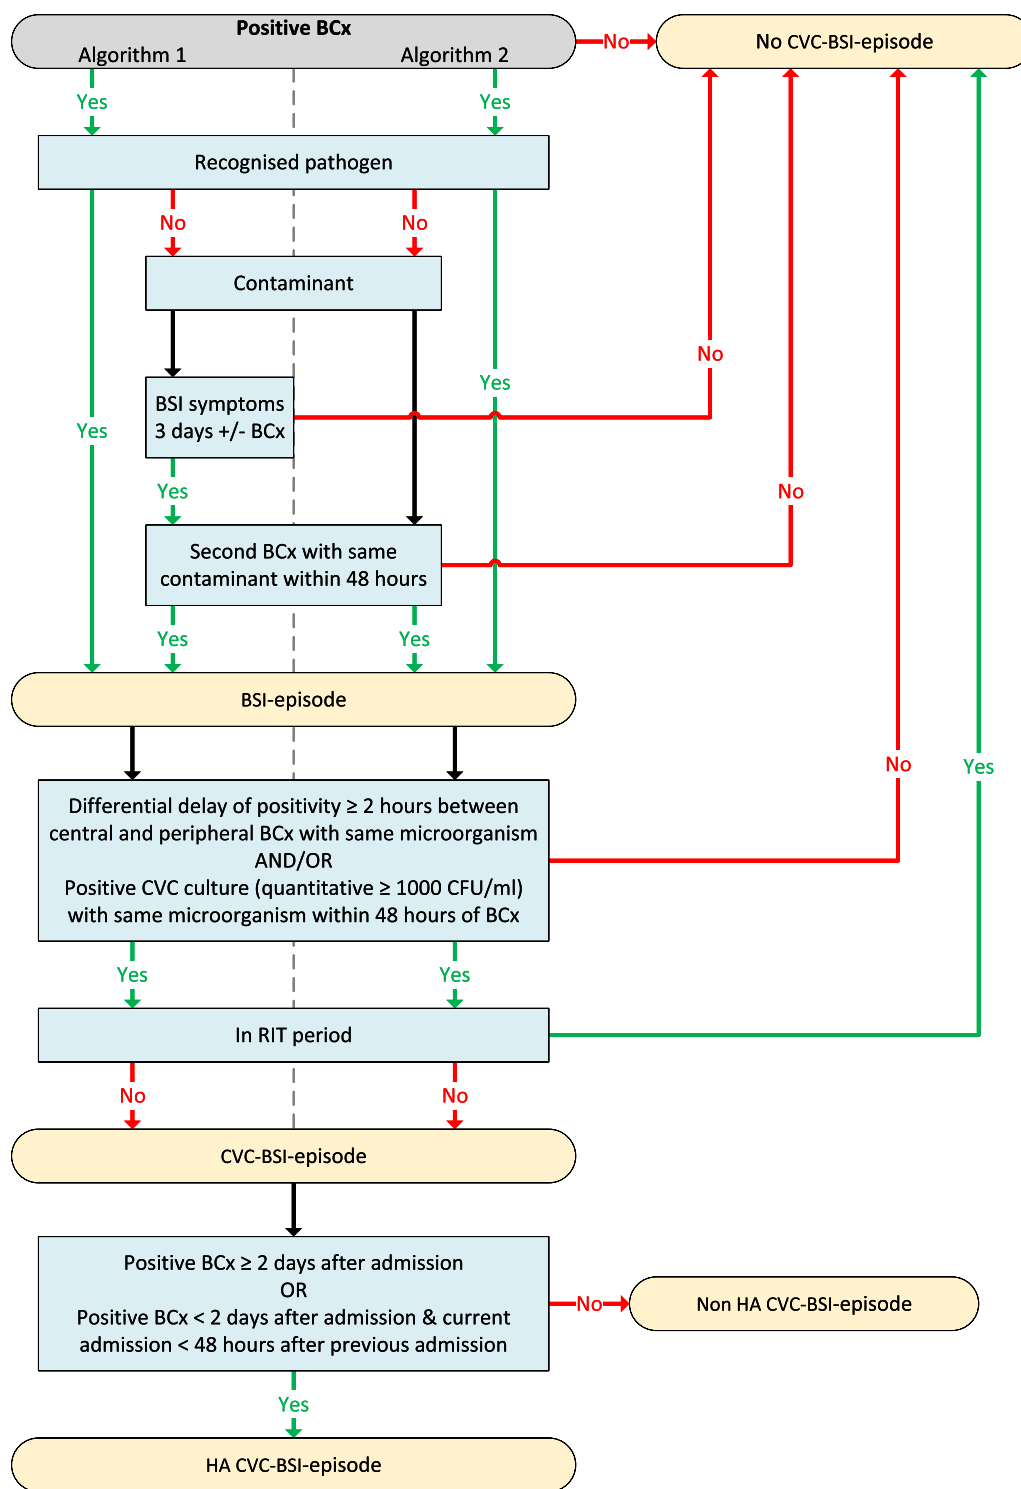 Positive BCx
Algorithm 1
Algorithm 2
No
No CVC-BSI-episode
Yes
Yes
Recognised pathogen
No
No
Contaminant
No
Yes
BSI symptoms
3 days +/- BCx
Yes
Yes
No
Second BCx with same
contaminant within 48 hours
Yes
Yes
BSI-episode
No
Yes
Differential delay of positivity ≥ 2 hours between
central and peripheral BCx with same microorganism
AND/OR
Positive CVC culture (quantitative ≥ 1000 CFU/ml)
with same microorganism within 48 hours of BCx
Yes
Yes
In RIT period
No
No
CVC-BSI-episode
Positive BCx ≥ 2 days after admission
OR
Positive BCx < 2 days after admission & current
admission < 48 hours after previous admission
No
Non HA CVC-BSI-episode
Yes
HA CVC-BSI-episode